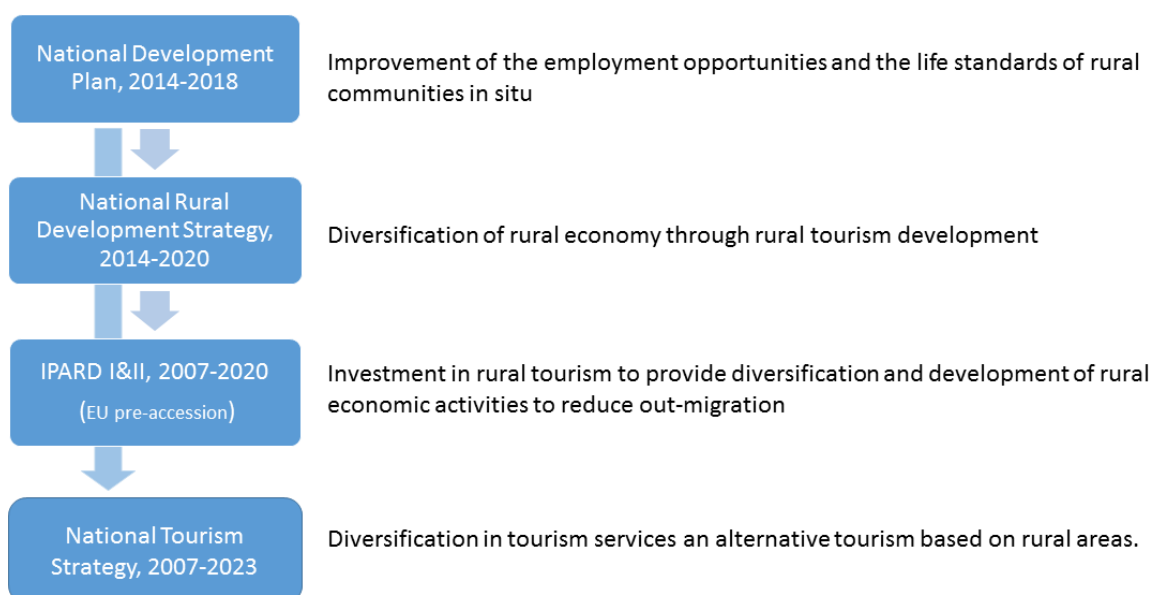 National Development
Plan, 2014-2018
Improvement of the employment opportunities and the life standards of rural
communities in situ
National Rural
Development Strategy,
2014-2020
Diversification of rural economy through rural tourism development
IPARD I&II, 2007-2020
(EU pre-accession)
Investment in rural tourism to provide diversification and development of rural
economic activities to reduce out-migration
National Tourism
Strategy, 2007-2023
Diversification in tourism services an alternative tourism based on rural areas.